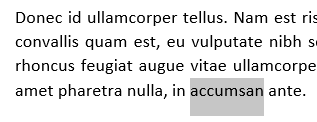 Donec id ullamcorper tellus. Nam est ris
convallis quam est, eu vulputate nibh s
rhoncus feugiat augue vitae ullamcorpe
amet pharetra nulla, in accumsan ante.